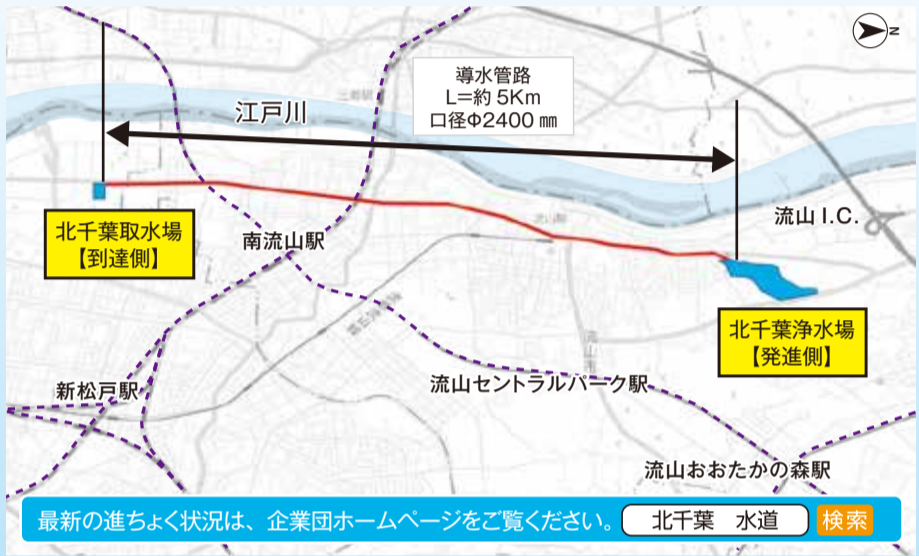 N
導水管路
L=約 5Km
口径Φ2400 ㎜
江戸川
流山 I.C.
北千葉取水場
【到達側】
南流山駅
北千葉浄水場
【発進側】
新松戸駅
流山セントラルパーク駅
流山おおたかの森駅
最新の進ちょく状況は、企業団ホームページをご覧ください。 北千葉 水道 検索